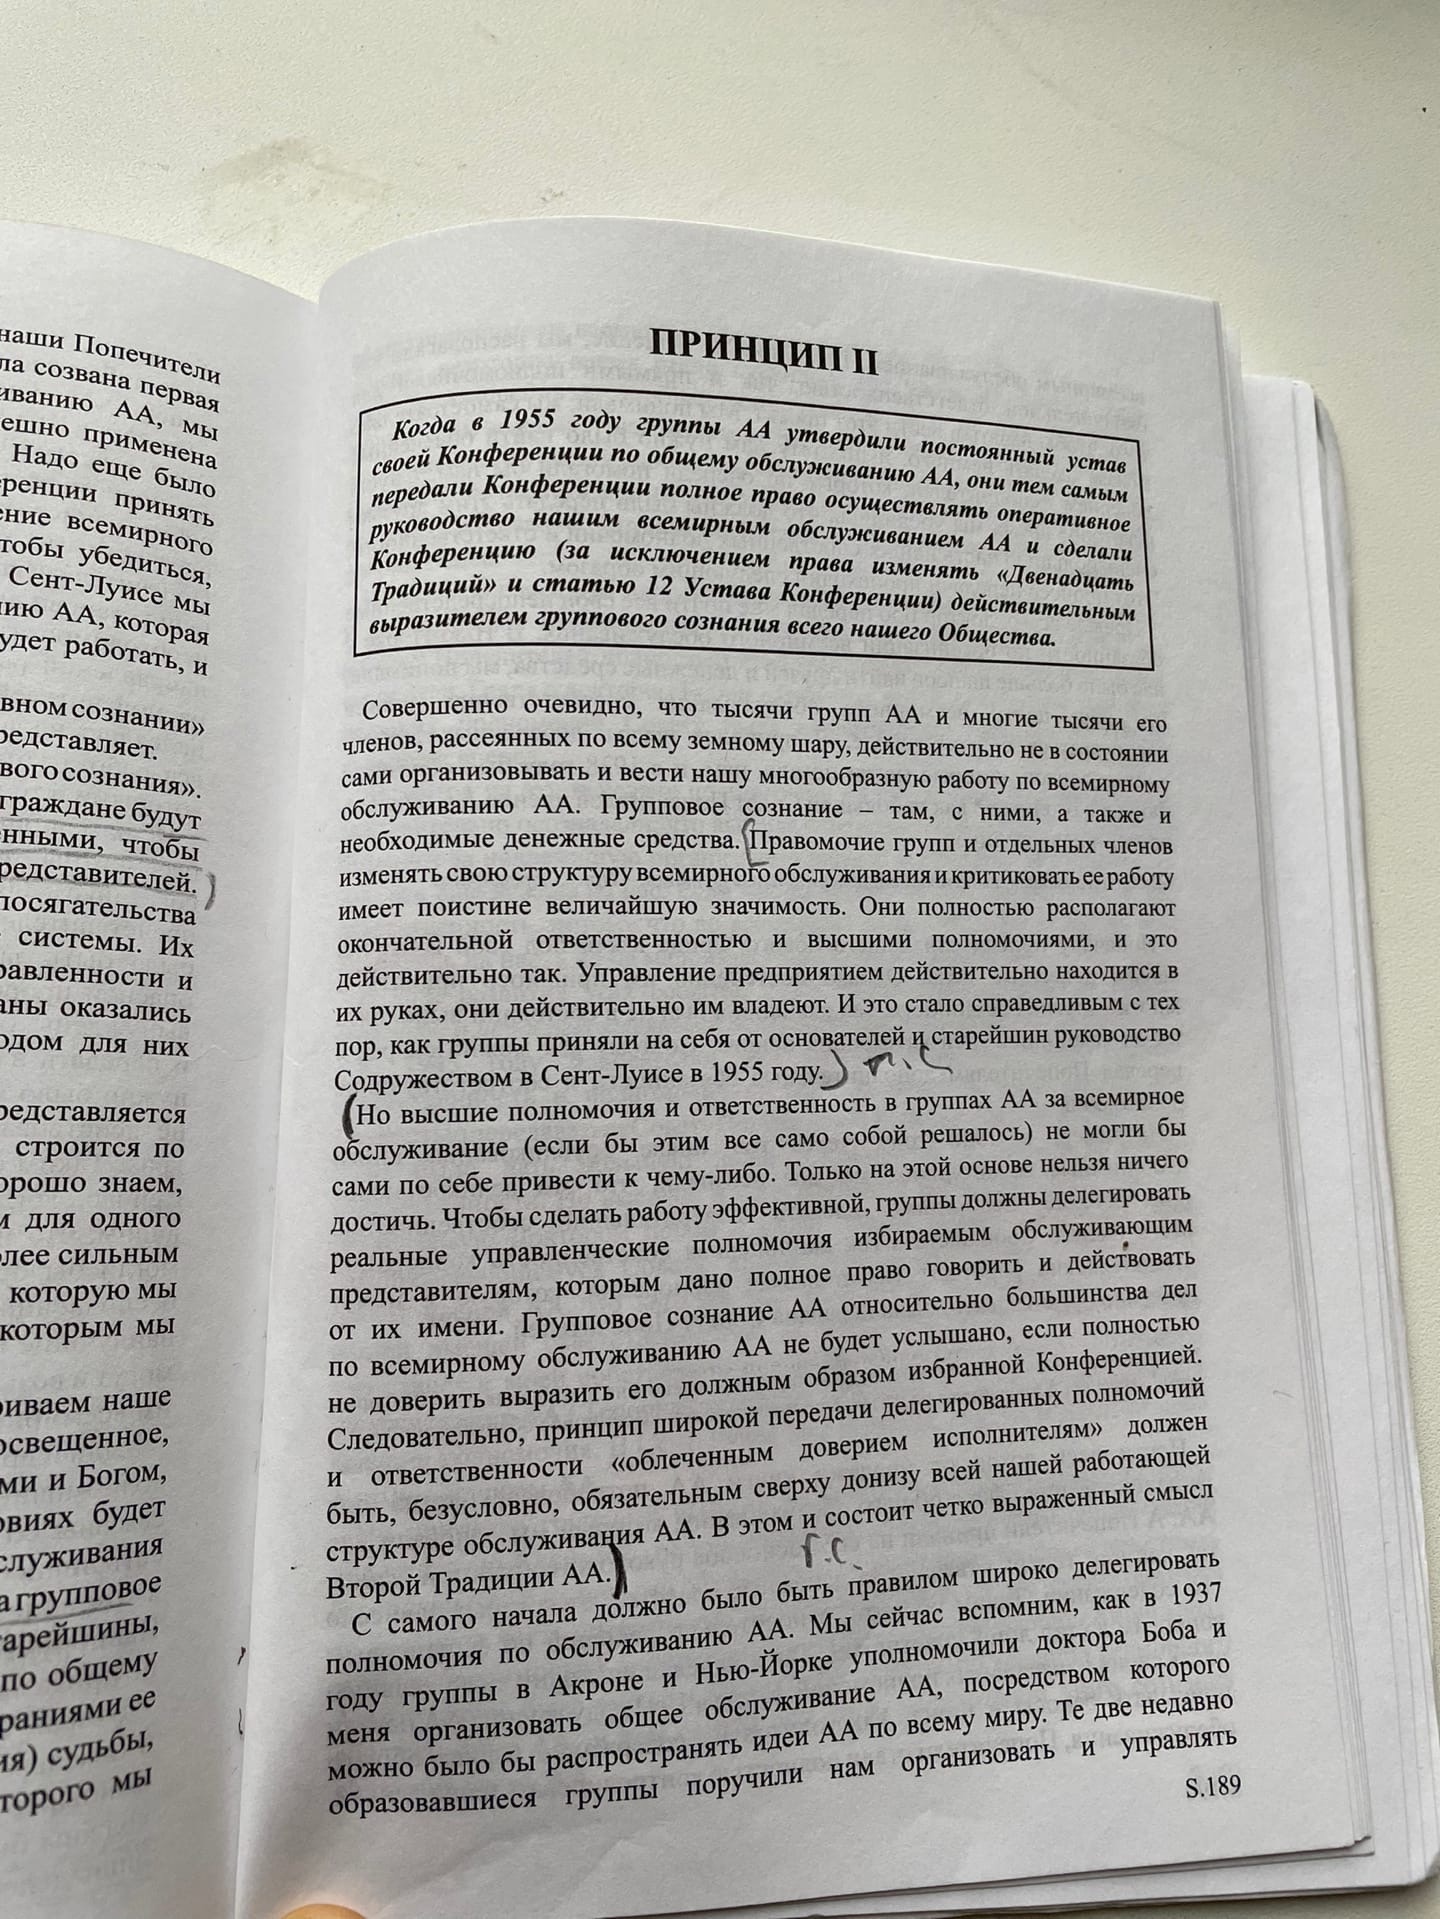 наши Попечители
ла созвана первая
иванию АА, мы
ешно применена
Надо еще было
еренции принять
ение всемирного
тобы убедиться,
Сент-Луисе мы
нию АА, которая
удет работать, и
вном сознании»
редставляет.
вого сознания».
граждане будут
енными, чтобы
редставителей.
посягательства
системы. Их
равленности и
аны оказались
одом для них
редставляется
строится по
орошо знаем,
м для одного
олее сильным
которую мы
которым мы
риваем наше
освещенное,
ми и Богом,
овиях будет
служивания
а групповое
тарейшины,
по общему
раниями ее
ия) судьбы,
торого мы
ПРИНЦИП II
Когда в 1955 году группы АА утвердили постоянный устав
своей Конференции по общему обслуживанию АА, они тем самым
передали Конференции полное право осуществлять оперативное
руководство нашим всемирным обслуживанием АА и сделали
Конференцию (за исключением права изменять «Двенадцать
Традиций» и статью 12 Устава Конференции) действительным
выразителем группового сознания всего нашего Общества.
Совершенно очевидно, что тысячи групп АА и многие тысячи его
членов, рассеянных по всему земному шару, действительно не в состоянии
сами организовывать и вести нашу многообразную работу по всемирному
обслуживанию АА. Групповое сознание – там, с ними, а также и
необходимые денежные средства. Правомочие групп и отдельных членов
изменять свою структуру всемирного обслуживания и критиковать ее работу
имеет поистине величайшую значимость. Они полностью располагают
окончательной ответственностью и высшими полномочиями, и это
действительно так. Управление предприятием действительно находится в
их руках, они действительно им владеют. И это стало справедливым с тех
пор, как группы приняли на себя от основателей и старейшин руководство
Содружеством в Сент-Луисе в 1955 году.
Но высшие полномочия и ответственность в группах АА за всемирное
обслуживание (если бы этим все само собой решалось) не могли бы
сами по себе привести к чему-либо. Только на этой основе нельзя ничего
достичь. Чтобы сделать работу эффективной, группы должны делегировать
реальные управленческие полномочия избираемым обслуживающим
представителям, которым дано полное право говорить и действовать
от их имени. Групповое сознание АА относительно большинства дел
по всемирному обслуживанию АА не будет услышано, если полностью
не доверить выразить его должным образом избранной Конференцией.
Следовательно, принцип широкой передачи делегированных полномочий
и ответственности «облеченным доверием исполнителям» должен
быть, безусловно, обязательным сверху донизу всей нашей работающей
структуре обслуживания АА. В этом и состоит четко выраженный смысл
Второй Традиции АА. Г.С.
С самого начала должно было быть правилом широко делегировать
полномочия по обслуживанию АА. Мы сейчас вспомним, как в 1937
году группы в Акроне и Нью-Йорке уполномочили доктора Боба и
меня организовать общее обслуживание АА, посредством которого
можно было бы распространять идеи АА по всему миру. Те две недавно
образовавшиеся группы поручили нам организовать и управлять
S.189